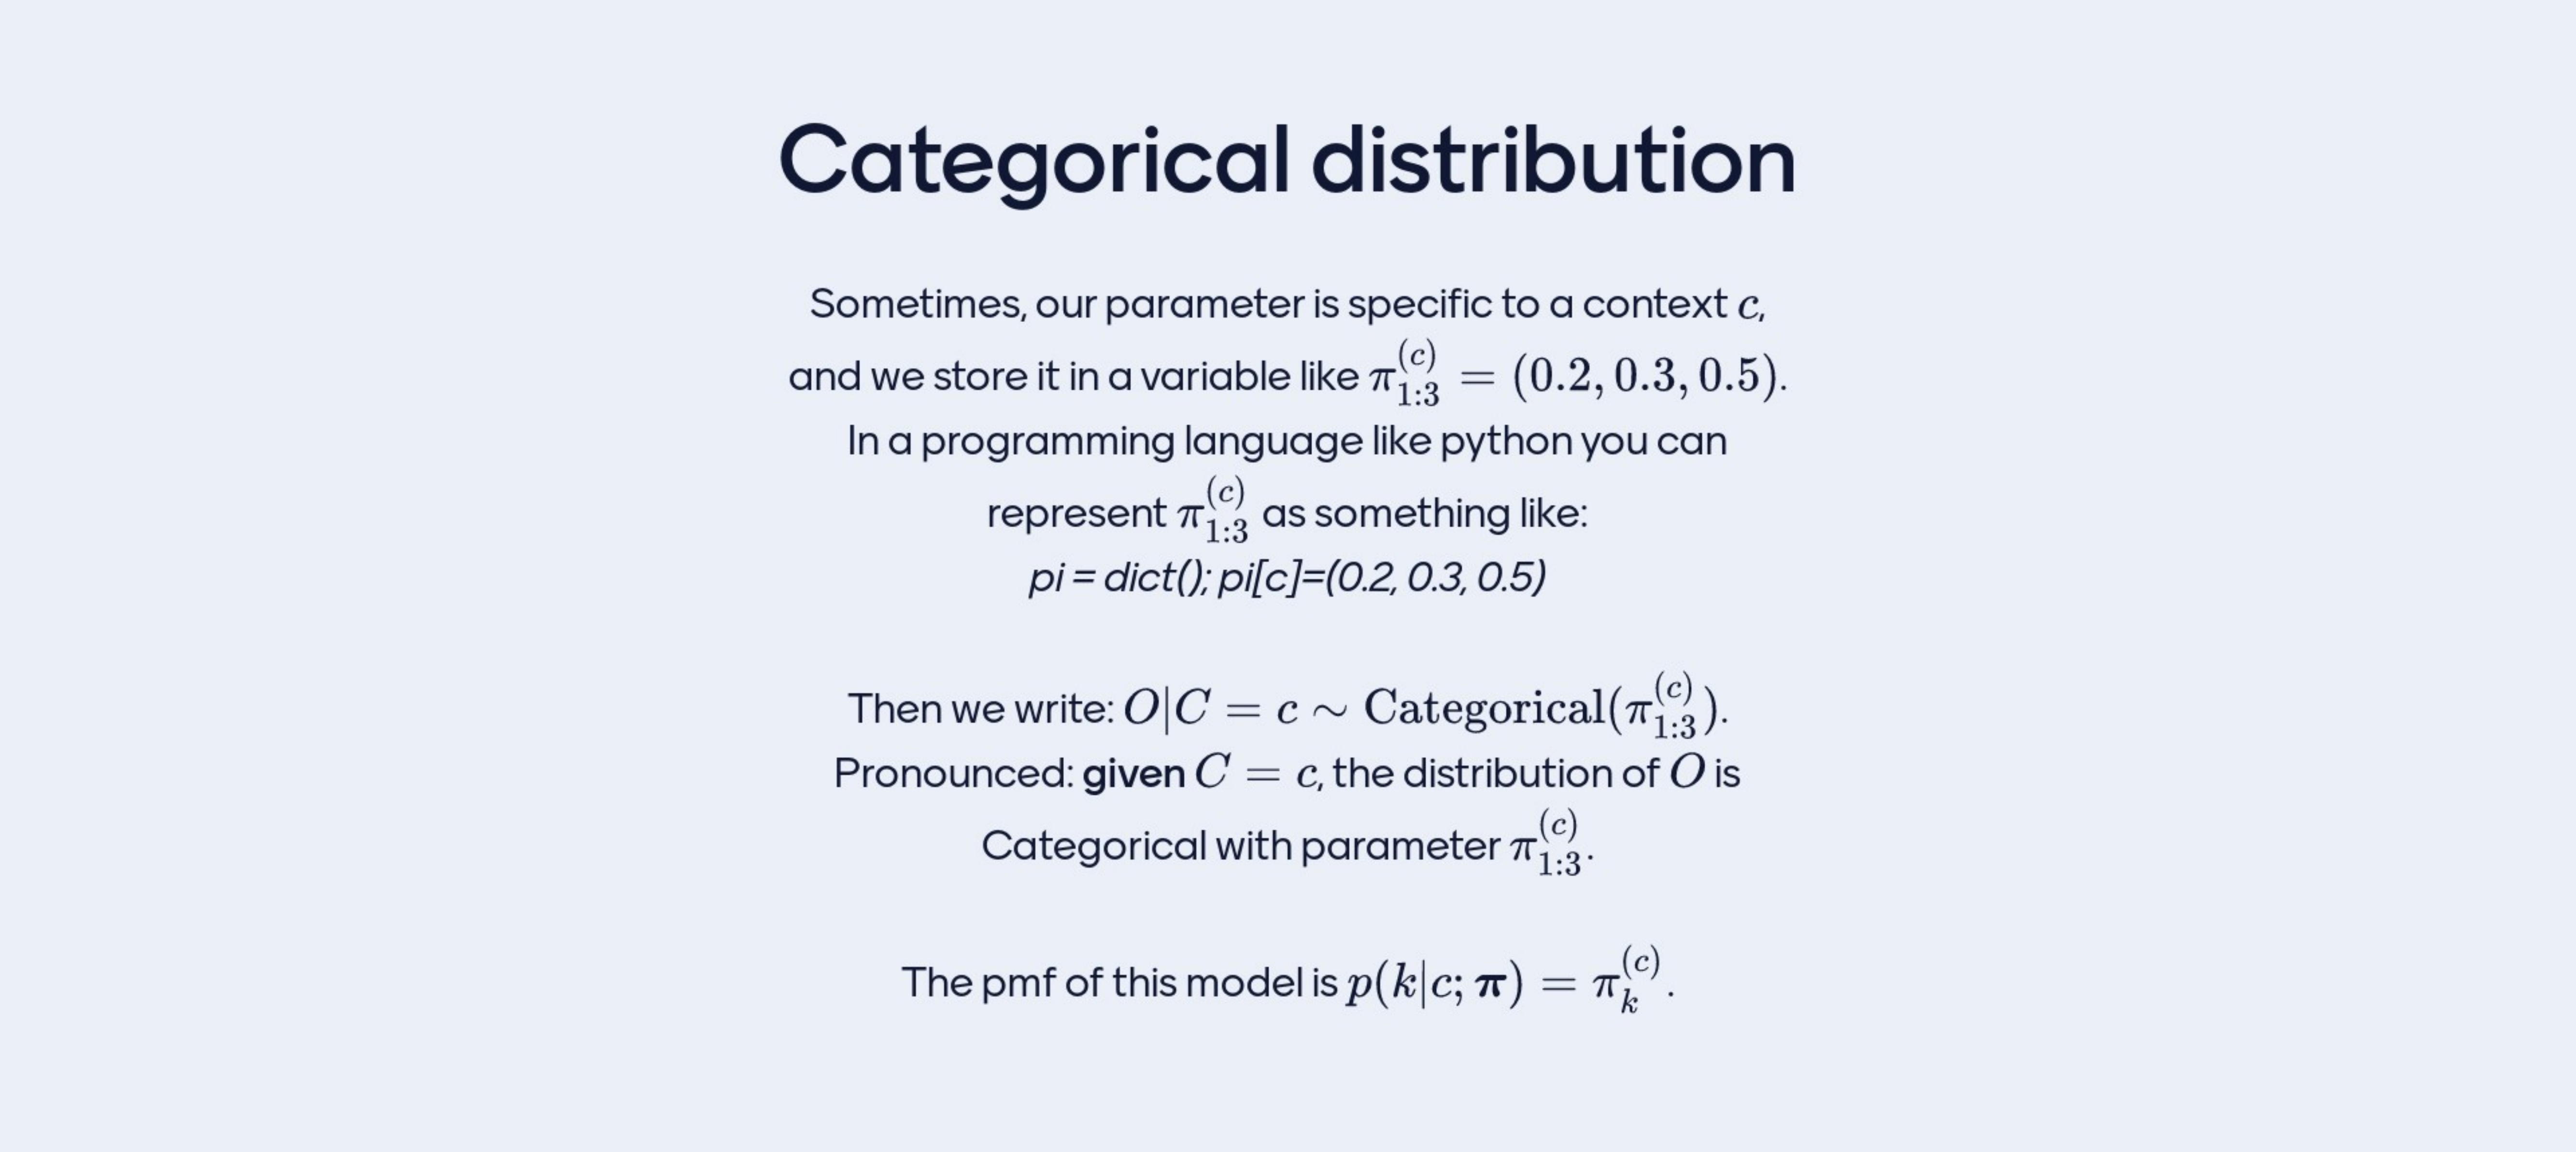 Categorical distribution
Sometimes, our parameter is specific to a context $c$,
and we store it in a variable like $\pi_{1:3}^{(c)} = (0.2, 0.3, 0.5)$.
In a programming language like python you can
represent $\pi_{1:3}^{(c)}$ as something like:
pi = dict(); pi[c]=(0.2, 0.3, 0.5)
Then we write: $O|C = c \sim \text{Categorical}(\pi_{1:3}^{(c)})$.
Pronounced: given $C = c$, the distribution of $O$ is
Categorical with parameter $\pi_{1:3}^{(c)}$.
The pmf of this model is $p(k|c; \boldsymbol{\pi}) = \pi_k^{(c)}$.